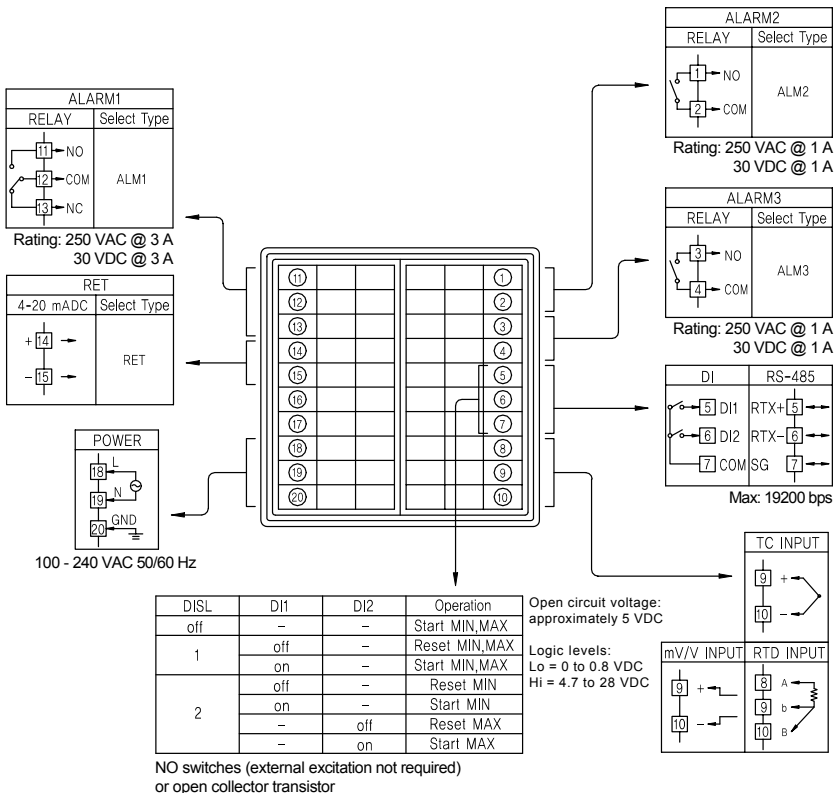 ALARM2
RELAY Select Type
1 NO
2 COM
ALM2
Rating: 250 VAC @ 1 A
30 VDC @ 1 A
ALARM1
RELAY Select Type
11 NO
12 COM
13 NC
ALM1
Rating: 250 VAC @ 3 A
30 VDC @ 3 A
ALARM3
RELAY Select Type
3 NO
4 COM
ALM3
Rating: 250 VAC @ 1 A
30 VDC @ 1 A
RET
4-20 mADC Select Type
+ 14
- 15
RET
11 1
12 2
13 3
14 4
15 5
16 6
17 7
18 8
19 9
20 10
DI RS-485
5 DI1 RTX+ 5
6 DI2 RTX- 6
7 COM SG 7
Max: 19200 bps
POWER
18 L
19 N
20 GND
100 - 240 VAC 50/60 Hz
TC INPUT
9 +
10 -
mV/V INPUT RTD INPUT
9 + 8 A
10 - 9 b
10 B
DISL DI1 DI2 Operation
off - - Start MIN,MAX
1 off - Reset MIN,MAX
on - Start MIN,MAX
2 off - Reset MIN
on - Start MIN
- off Reset MAX
- on Start MAX
Open circuit voltage:
approximately 5 VDC
Logic levels:
Lo = 0 to 0.8 VDC
Hi = 4.7 to 28 VDC
NO switches (external excitation not required)
or open collector transistor